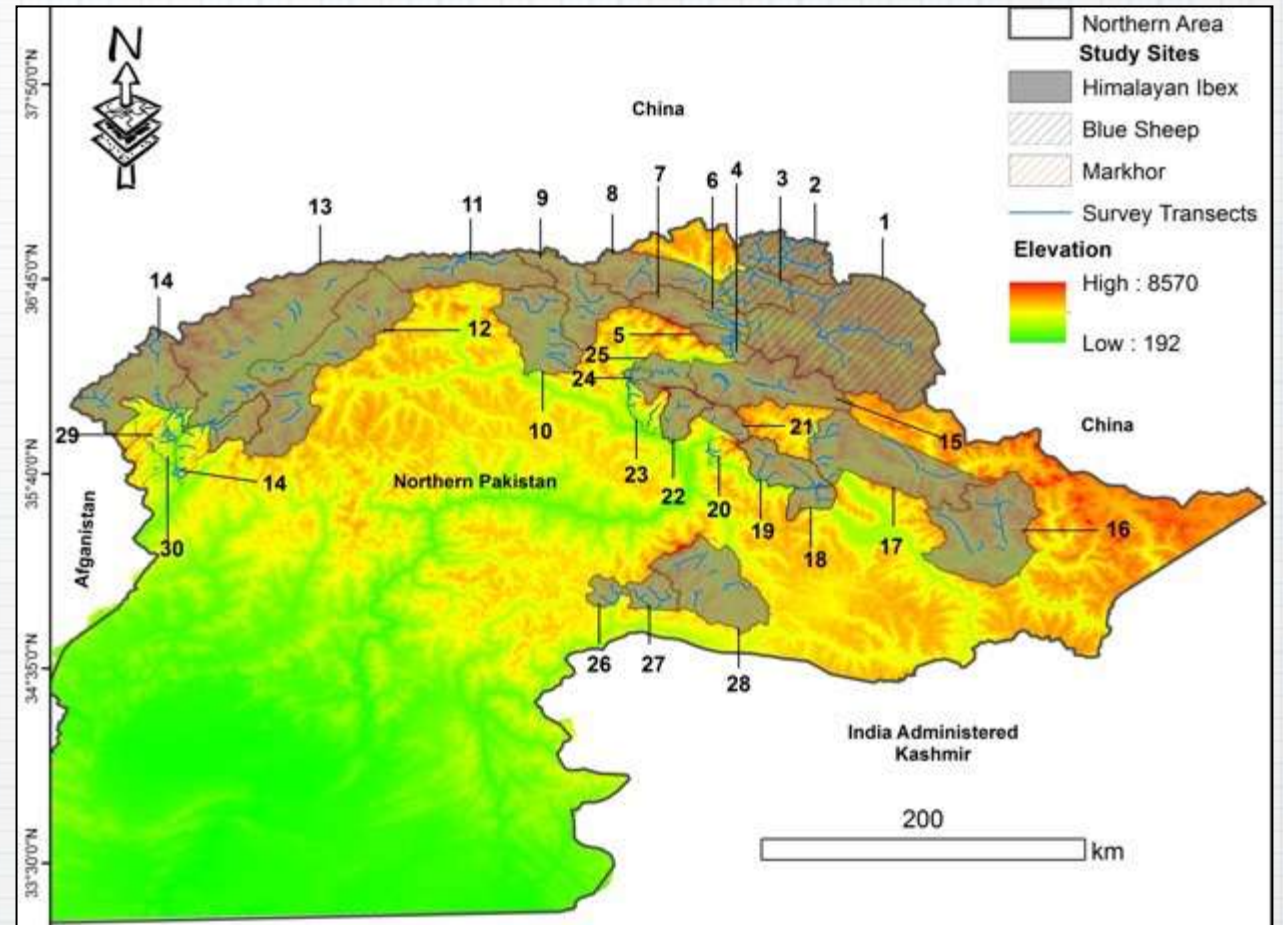 N
Northern Area
Study Sites
Himalayan Ibex
Blue Sheep
Markhor
Survey Transects
Elevation
High : 8570
Low : 192
37°50'0"N
36°45'0"N
35°40'0"N
34°35'0"N
33°30'0"N
China
7
6
4
3
2
1
8
9
11
13
14
12
5
25
24
10
23
22
21
15
20
19
18
17
16
China
29
14
30
Northern Pakistan
Afganistan
26
27
28
India Administered
Kashmir
200
km